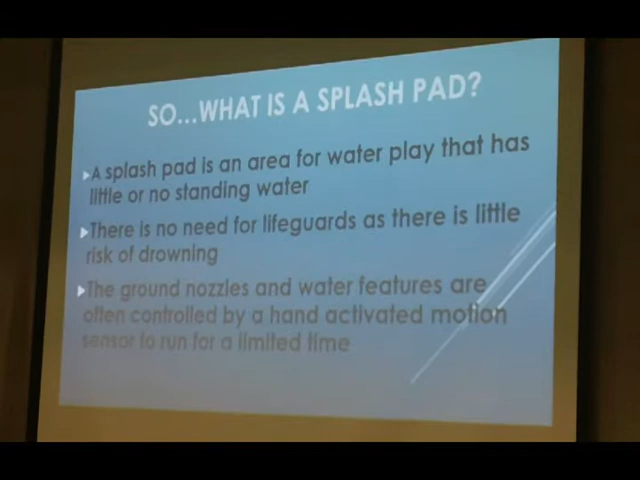 SO...WHAT IS A SPLASH PAD?
A splash pad is an area for water play that has
little or no standing water
There is no need for lifeguards as there is little
risk of drowning
The ground nozzles and water features are
often controlled by a hand activated motion
sensor to run for a limited time